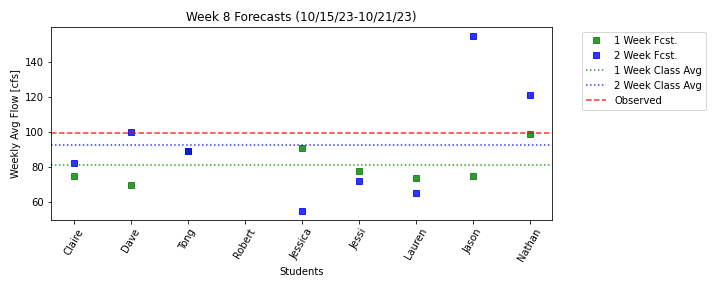 Week 8 Forecasts (10/15/23-10/21/23)
Weekly Avg Flow [cfs]
140
120
100
80
60
Claire
Dave
Tong
Robert
Jessica
Jessi
Lauren
Jason
Nathan
Students
1 Week Fcst.
2 Week Fcst.
1 Week Class Avg
2 Week Class Avg
Observed